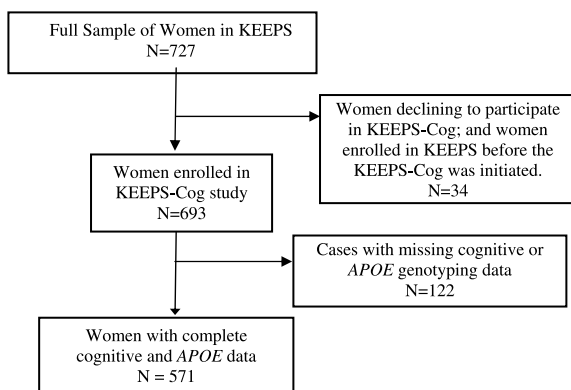 Full Sample of Women in KEEPS
N=727
Women declining to participate
in KEEPS-Cog; and women
enrolled in KEEPS before the
KEEPS-Cog was initiated.
N=34
Women enrolled in
KEEPS-Cog study
N=693
Cases with missing cognitive or
APOE genotyping data
N=122
Women with complete
cognitive and APOE data
N = 571